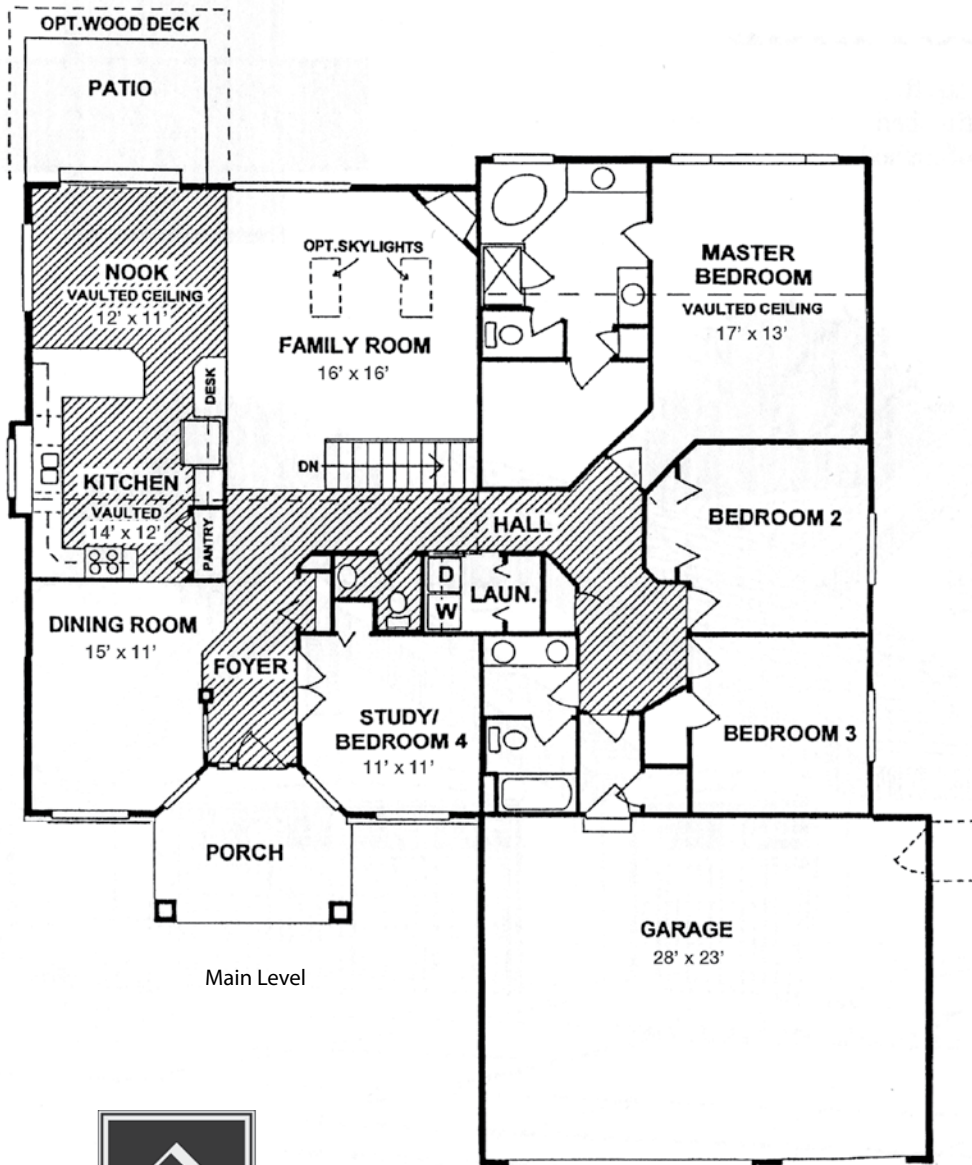 OPT.WOOD DECK
PATIO
NOOK
VAULTED CEILING
12' x 11'
OPT.SKYLIGHTS
FAMILY ROOM
16' x 16'
MASTER
BEDROOM
VAULTED CEILING
17' x 13'
DESK
DN
KITCHEN
VAULTED
14' x 12'
PANTRY
HALL
BEDROOM 2
D
W
LAUN.
DINING ROOM
15' x 11'
FOYER
STUDY/
BEDROOM 4
11' x 11'
BEDROOM 3
PORCH
GARAGE
28' x 23'
Main Level